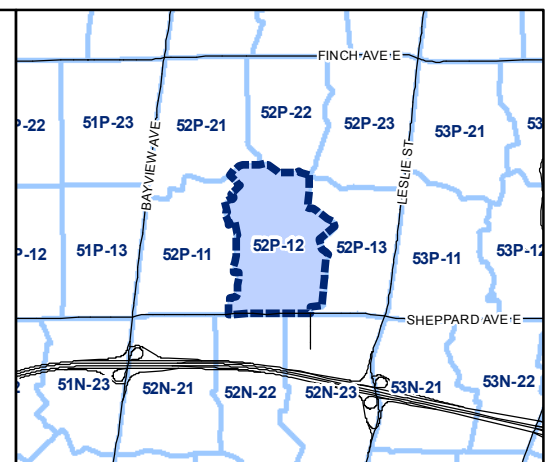 FINCH AVE E
P-22
51P-23
BAYVIEW AVE
52P-21
52P-22
52P-23
LESLIE ST
53P-21
53
P-12
51P-13
52P-11
52P-12
52P-13
53P-11
53P-12
SHEPPARD AVE E
2
51N-23
52N-21
52N-22
52N-23
53N-21
53N-22